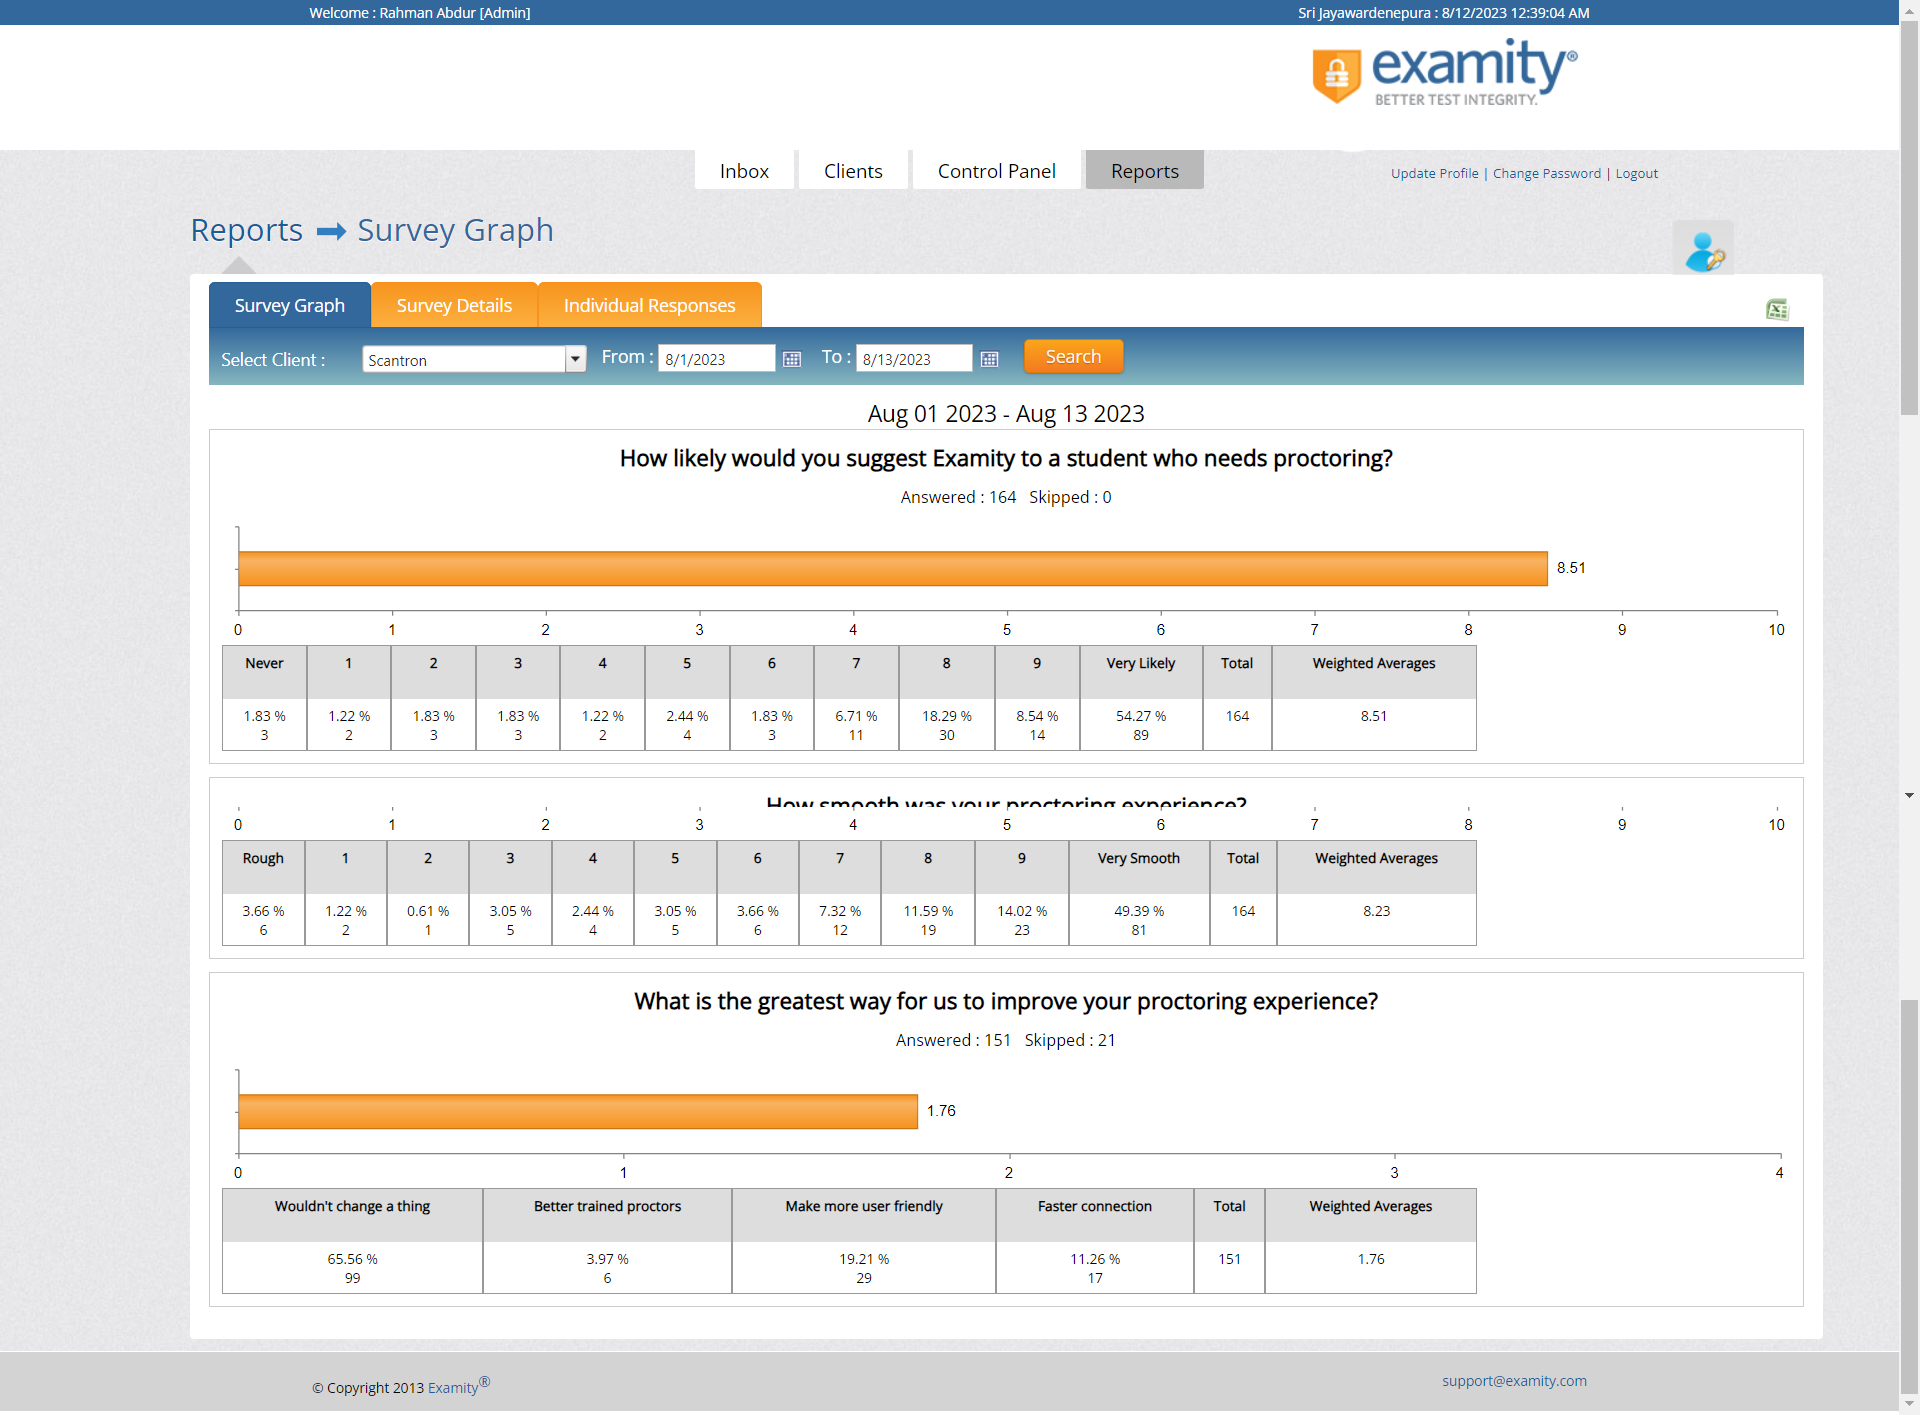 Welcome : Rahman Abdur [Admin]
Sri Jayawardenepura : 8/12/2023 12:39:04 AM
examity®
BETTER TEST INTEGRITY.
Inbox
Clients
Control Panel
Reports
Update Profile | Change Password | Logout
Reports Survey Graph
Survey Graph
Survey Details
Individual Responses
Select Client : Scantron From : 8/1/2023 To : 8/13/2023 Search
Aug 01 2023 - Aug 13 2023
How likely would you suggest Examity to a student who needs proctoring?
Answered : 164 Skipped : 0
8.51
0 1 2 3 4 5 6 7 8 9 10
Never 1 2 3 4 5 6 7 8 9 Very Likely Total Weighted Averages
1.83 % 1.22 % 1.83 % 1.83 % 1.22 % 2.44 % 1.83 % 6.71 % 18.29 % 8.54 % 54.27 % 164 8.51
3 2 3 3 2 4 3 11 30 14 89
How smooth was your proctoring experience?
0 1 2 3 4 5 6 7 8 9 10
Rough 1 2 3 4 5 6 7 8 9 Very Smooth Total Weighted Averages
3.66 % 1.22 % 0.61 % 3.05 % 2.44 % 3.05 % 3.66 % 7.32 % 11.59 % 14.02 % 49.39 % 164 8.23
6 2 1 5 4 5 6 12 19 23 81
What is the greatest way for us to improve your proctoring experience?
Answered : 151 Skipped : 21
1.76
0 1 2 3 4
Wouldn't change a thing Better trained proctors Make more user friendly Faster connection Total Weighted Averages
65.56 % 3.97 % 19.21 % 11.26 % 151 1.76
99 6 29 17
© Copyright 2013 Examity®
support@examity.com